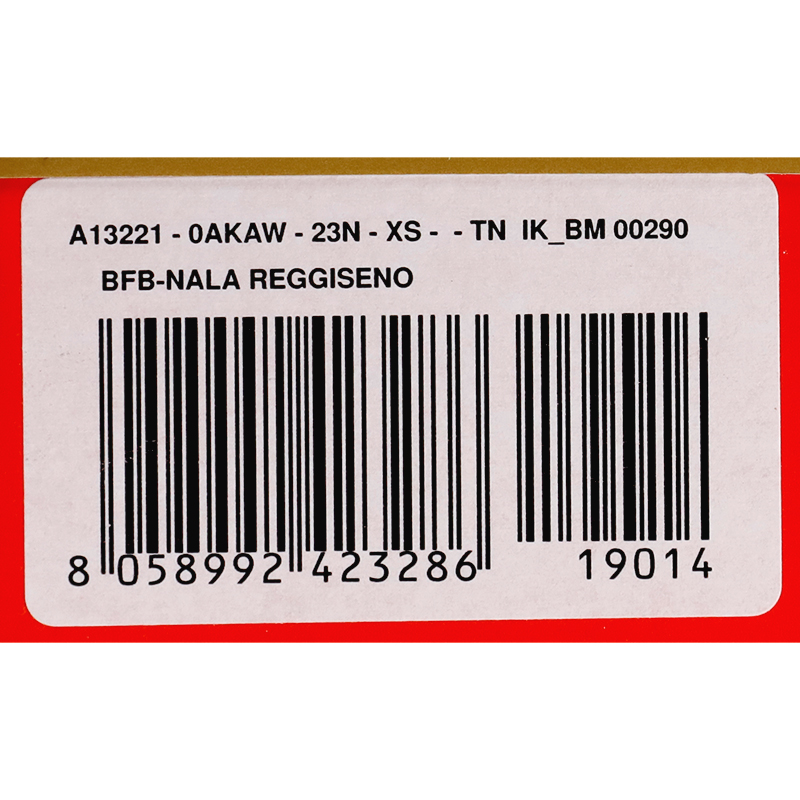 A13221 - 0AKAW - 23N - XS - - TN IK_BM 00290
BFB-NALA REGGISENO
8 058992 423286 19014